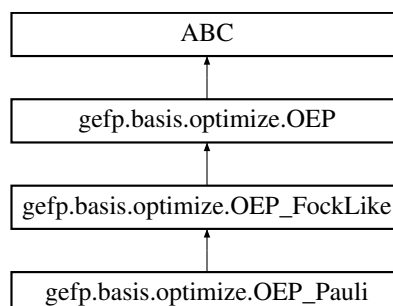 ABC
gefp.basis.optimize.OEP
gefp.basis.optimize.OEP_FockLike
gefp.basis.optimize.OEP_Pauli